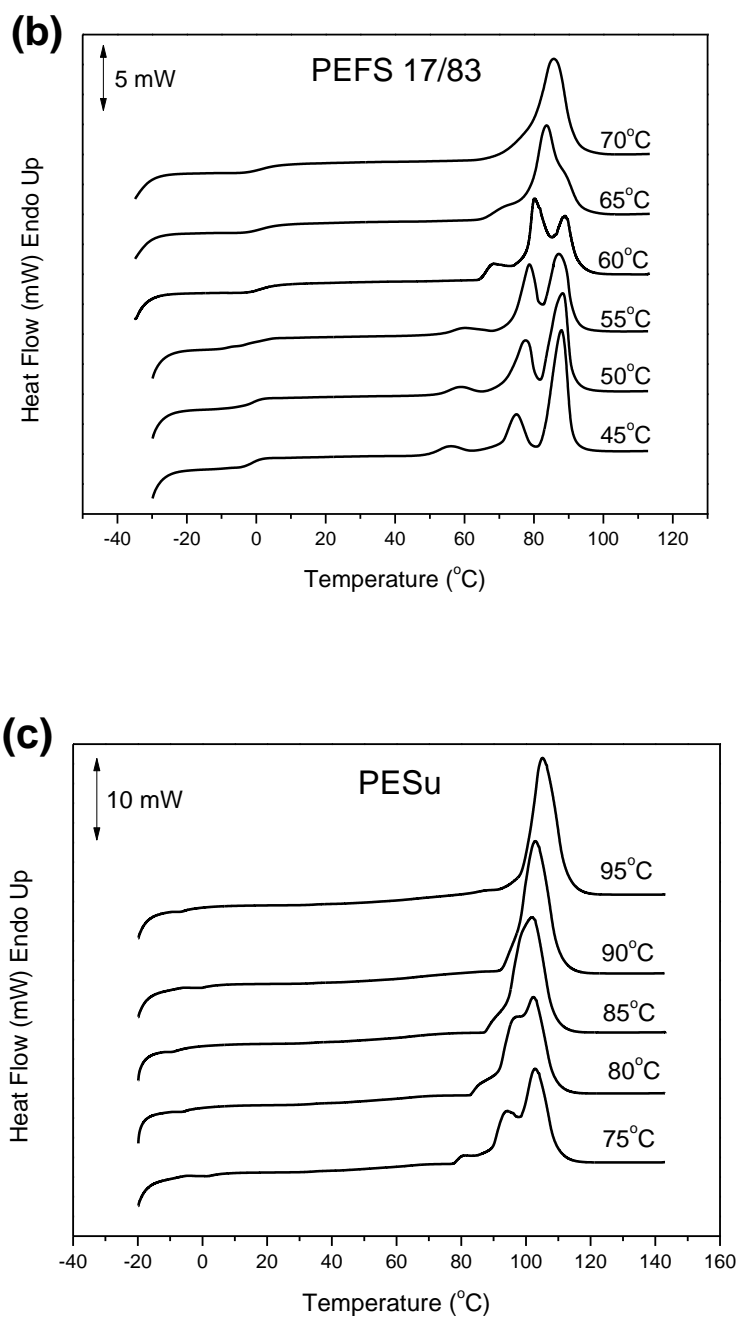 (b)
5 mW
PEFS 17/83
70°C
65°C
60°C
55°C
50°C
45°C
Heat Flow (mW) Endo Up
-40 -20 0 20 40 60 80 100 120
Temperature (°C)
(c)
10 mW
PESu
95°C
90°C
85°C
80°C
75°C
Heat Flow (mW) Endo Up
-40 -20 0 20 40 60 80 100 120 140 160
Temperature (°C)